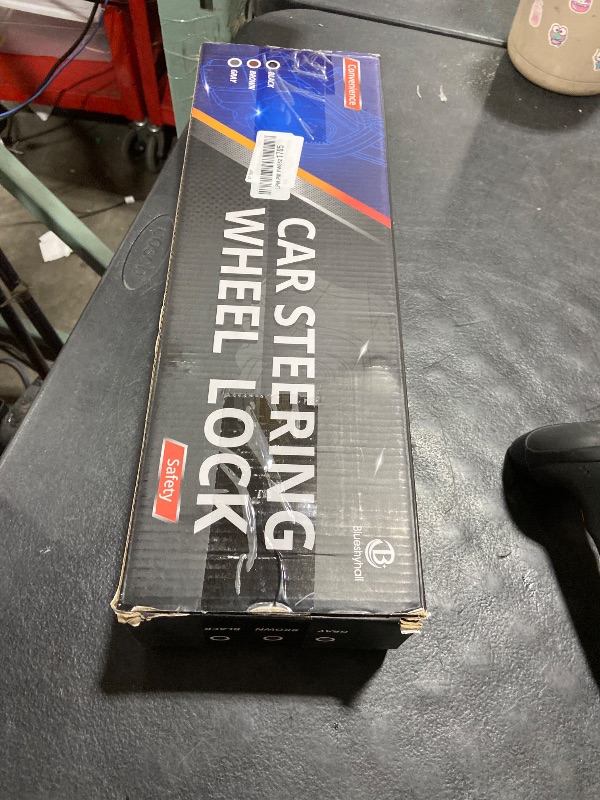 Convenience
BLACK
BROWN
GRAY
CAR STEERING
WHEEL LOCK
Safety
B
Blueshyhall
GRAY
BROWN
BLACK